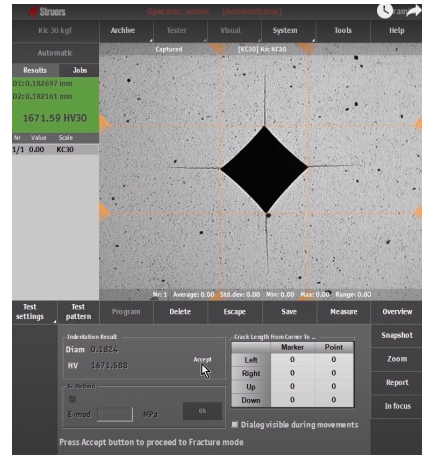 Struers
Operator: admin [Administrator]
Kic 30 kgf
Archive
Tester
Visual
System
Tools
Help
Automatic
Captured
[KC30] Kic KC30
Results
Jobs
D1:0.182697 mm
D2:0.182161 mm
1671.59 HV30
Nr Value Scale
1/1 0.00 KC30
Nr: 1 Average: 0.00 Std.dev: 0.00 Min: 0.00 Max: 0.00 Range: 0.00
Test settings
Test pattern
Program
Delete
Escape
Save
Measure
Overview
Indentation Result
Diam 0.1824
HV 1671.588
Accept
Kc Method
E-mod
MPa
Ok
Crack Length From Corner To ..
Marker Point
Left 0 0
Right 0 0
Up 0 0
Down 0 0
Dialog visible during movements
Press Accept button to proceed to Fracture mode
Snapshot
Zoom
Report
In focus